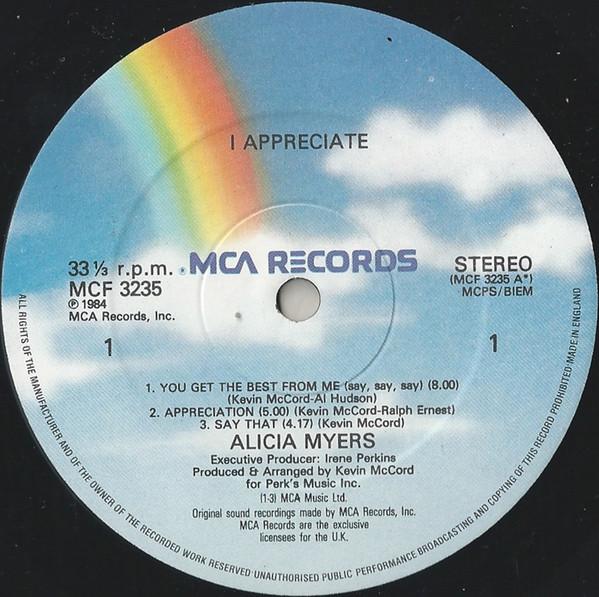 I APPRECIATE
33 ⅓ r.p.m.
MCA RECORDS
STEREO
MCF 3235
(MCF 3235 A*)
MCPS/BIEM
℗ 1984
MCA Records, Inc.
1
1
1. YOU GET THE BEST FROM ME (say, say, say) (8.00)
(Kevin McCord-Al Hudson)
2. APPRECIATION (5.00) (Kevin McCord-Ralph Ernest)
3. SAY THAT (4.17) (Kevin McCord)
ALICIA MYERS
Executive Producer: Irene Perkins
Produced & Arranged by Kevin McCord
for Perk's Music Inc.
(1-3) MCA Music Ltd.
Original sound recordings made by MCA Records, Inc.
MCA Records are the exclusive
licensees for the U.K.
ALL RIGHTS OF THE MANUFACTURER AND OF THE OWNER OF THE RECORDED WORK RESERVED·UNAUTHORISED PUBLIC PERFORMANCE BROADCASTING AND COPYING OF THIS RECORD PROHIBITED·MADE IN ENGLAND